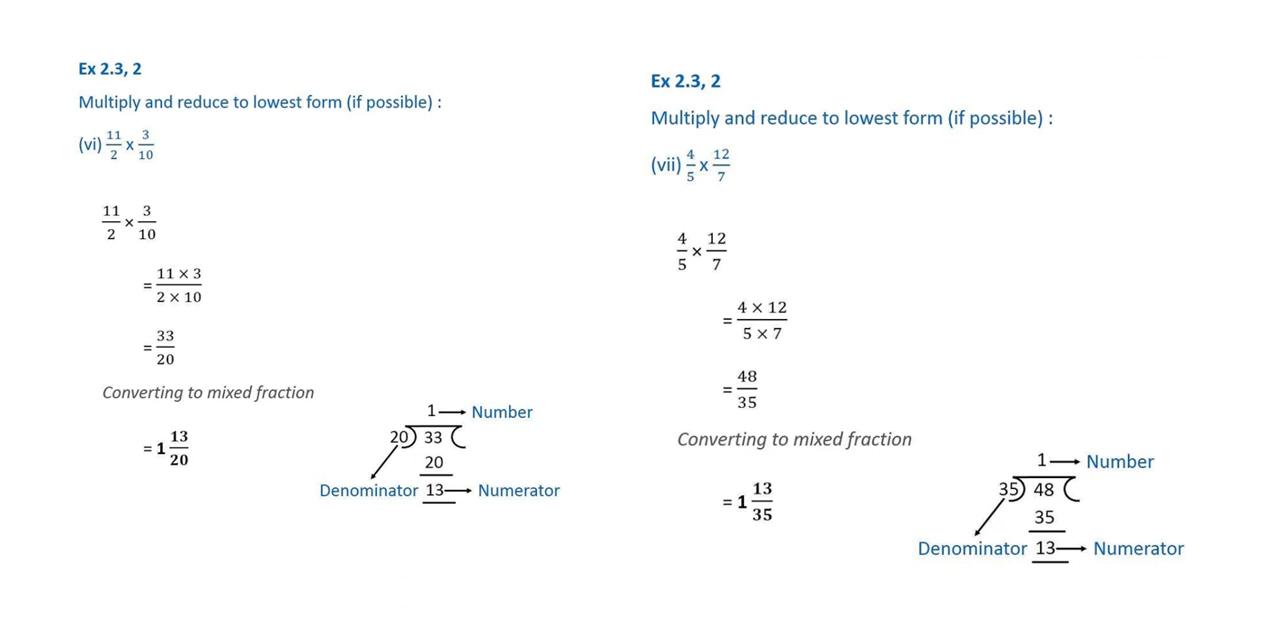 Ex 2.3, 2
Multiply and reduce to lowest form (if possible) :
(vi) 11/2 x 3/10
11/2 × 3/10
= 11 × 3 / 2 × 10
= 33/20
Converting to mixed fraction
= 1 13/20
1 → Number
20) 33 (
20
Denominator 13 → Numerator
Ex 2.3, 2
Multiply and reduce to lowest form (if possible) :
(vii) 4/5 x 12/7
4/5 × 12/7
= 4 × 12 / 5 × 7
= 48/35
Converting to mixed fraction
= 1 13/35
1 → Number
35) 48 (
35
Denominator 13 → Numerator